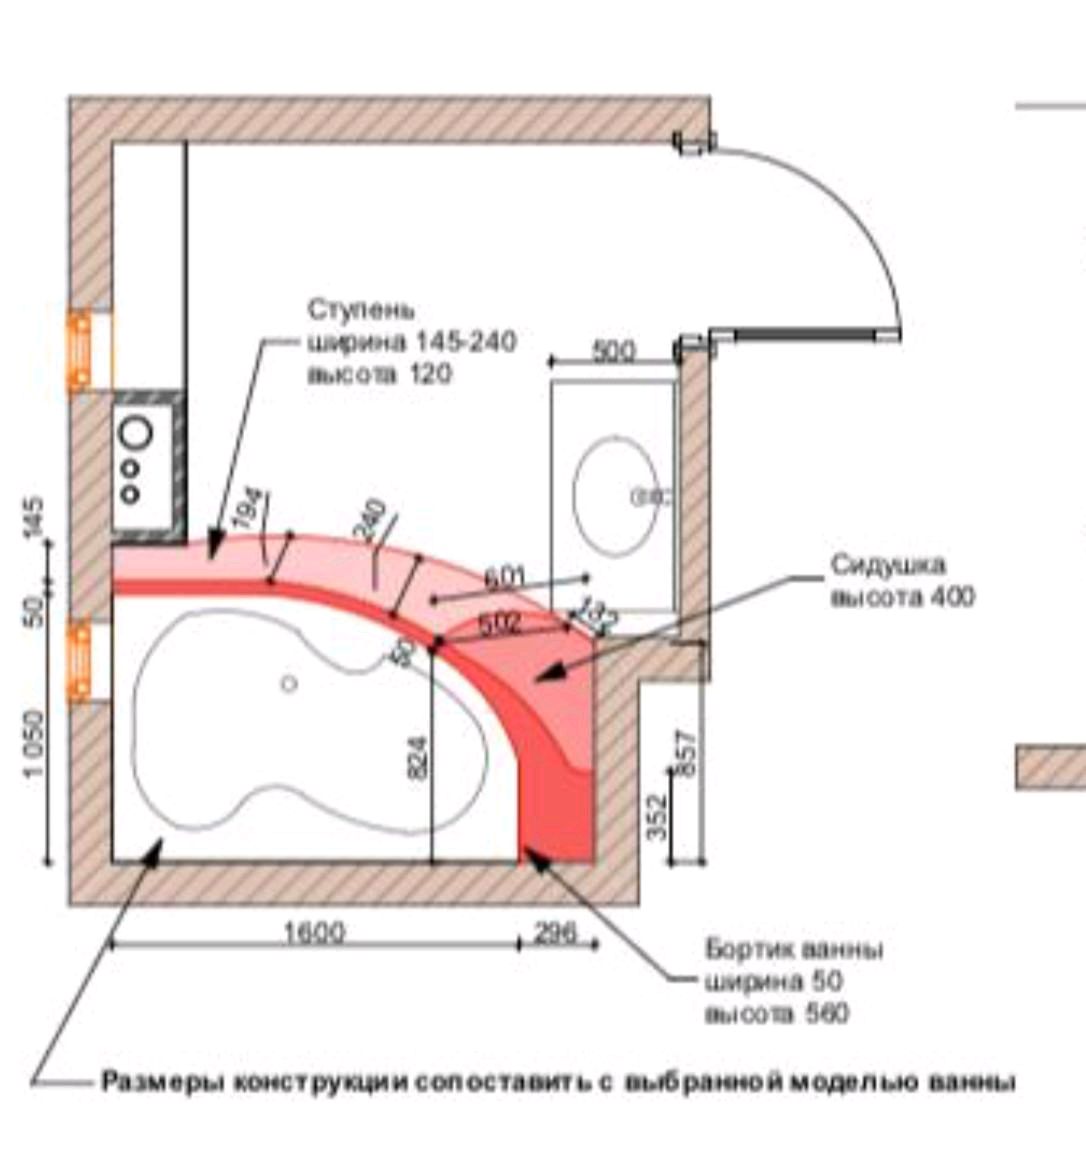 Ступень
ширина 145-240
высота 120
500
194
240
145
601
Сидушка
высота 400
132
50
502
50
1 050
824
857
352
1600
296
Бортик ванны
ширина 50
высота 560
Размеры конструкции сопоставить с выбранной моделью ванны